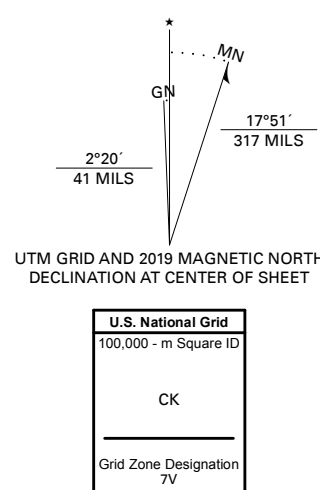 MN
GN
17°51´
317 MILS
2°20´
41 MILS
UTM GRID AND 2019 MAGNETIC NORTH
DECLINATION AT CENTER OF SHEET
U.S. National Grid
100,000 - m Square ID
CK
Grid Zone Designation
7V